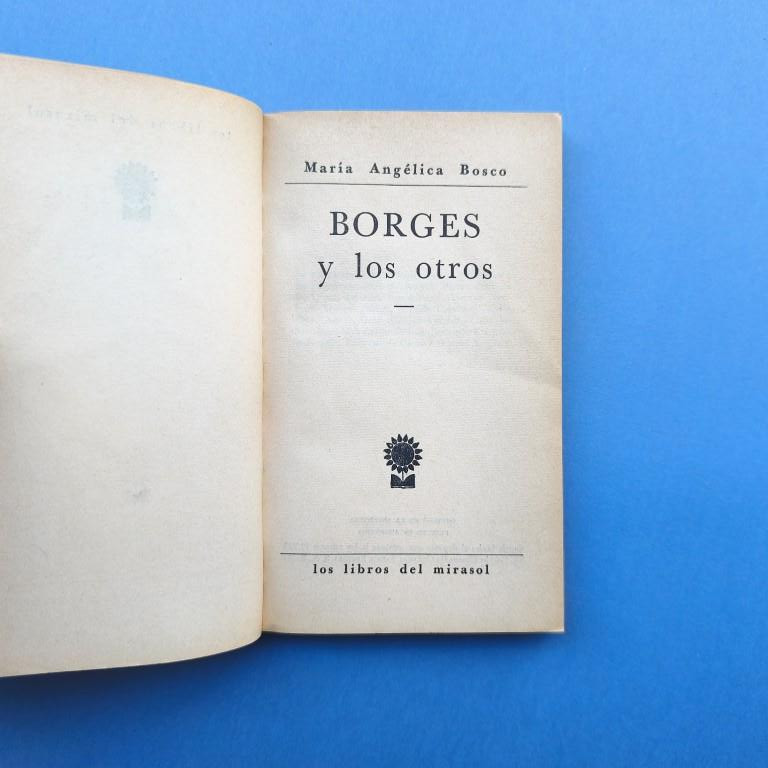 María Angélica Bosco
BORGES
y los otros
los libros del mirasol